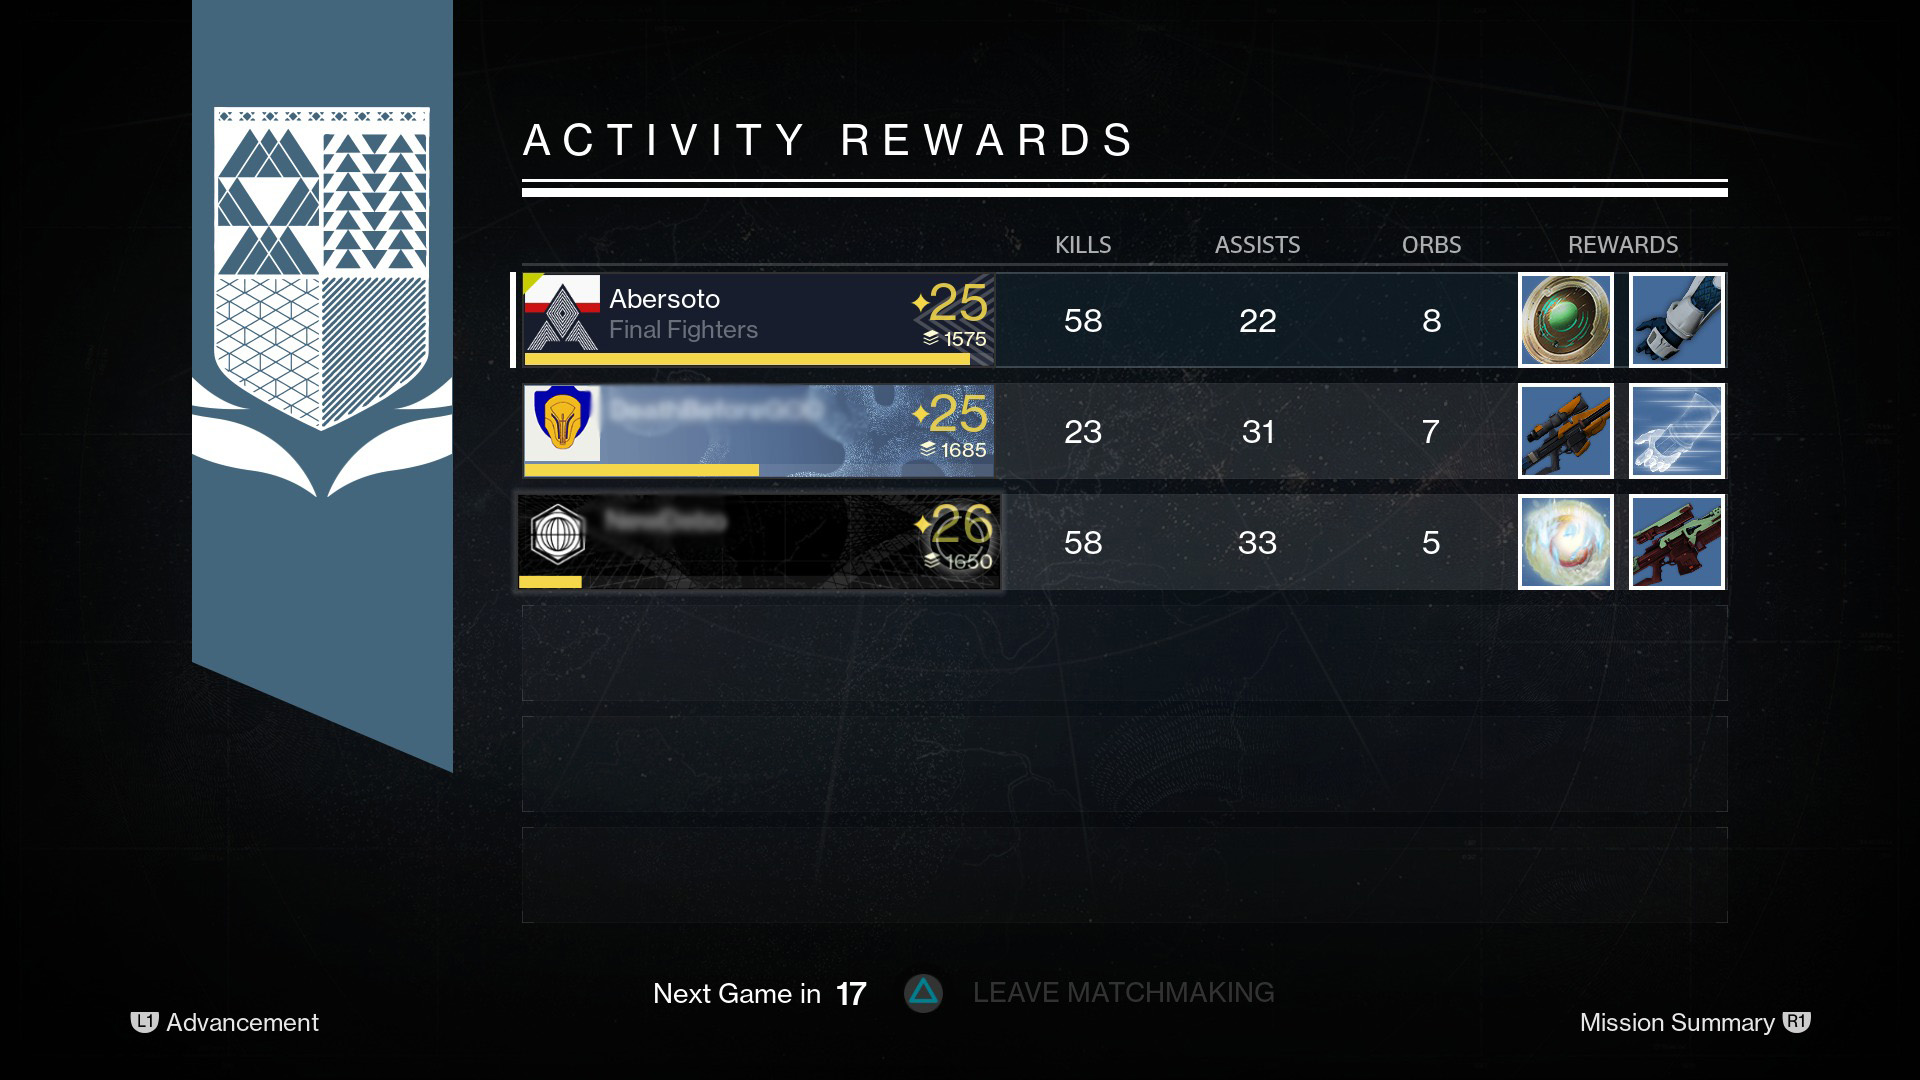 ACTIVITY REWARDS
KILLS ASSISTS ORBS REWARDS
Abersoto 25 58 22 8
Final Fighters 1575
25 23 31 7
1685
26 58 33 5
1650
Next Game in 17 LEAVE MATCHMAKING
L1 Advancement
Mission Summary R1